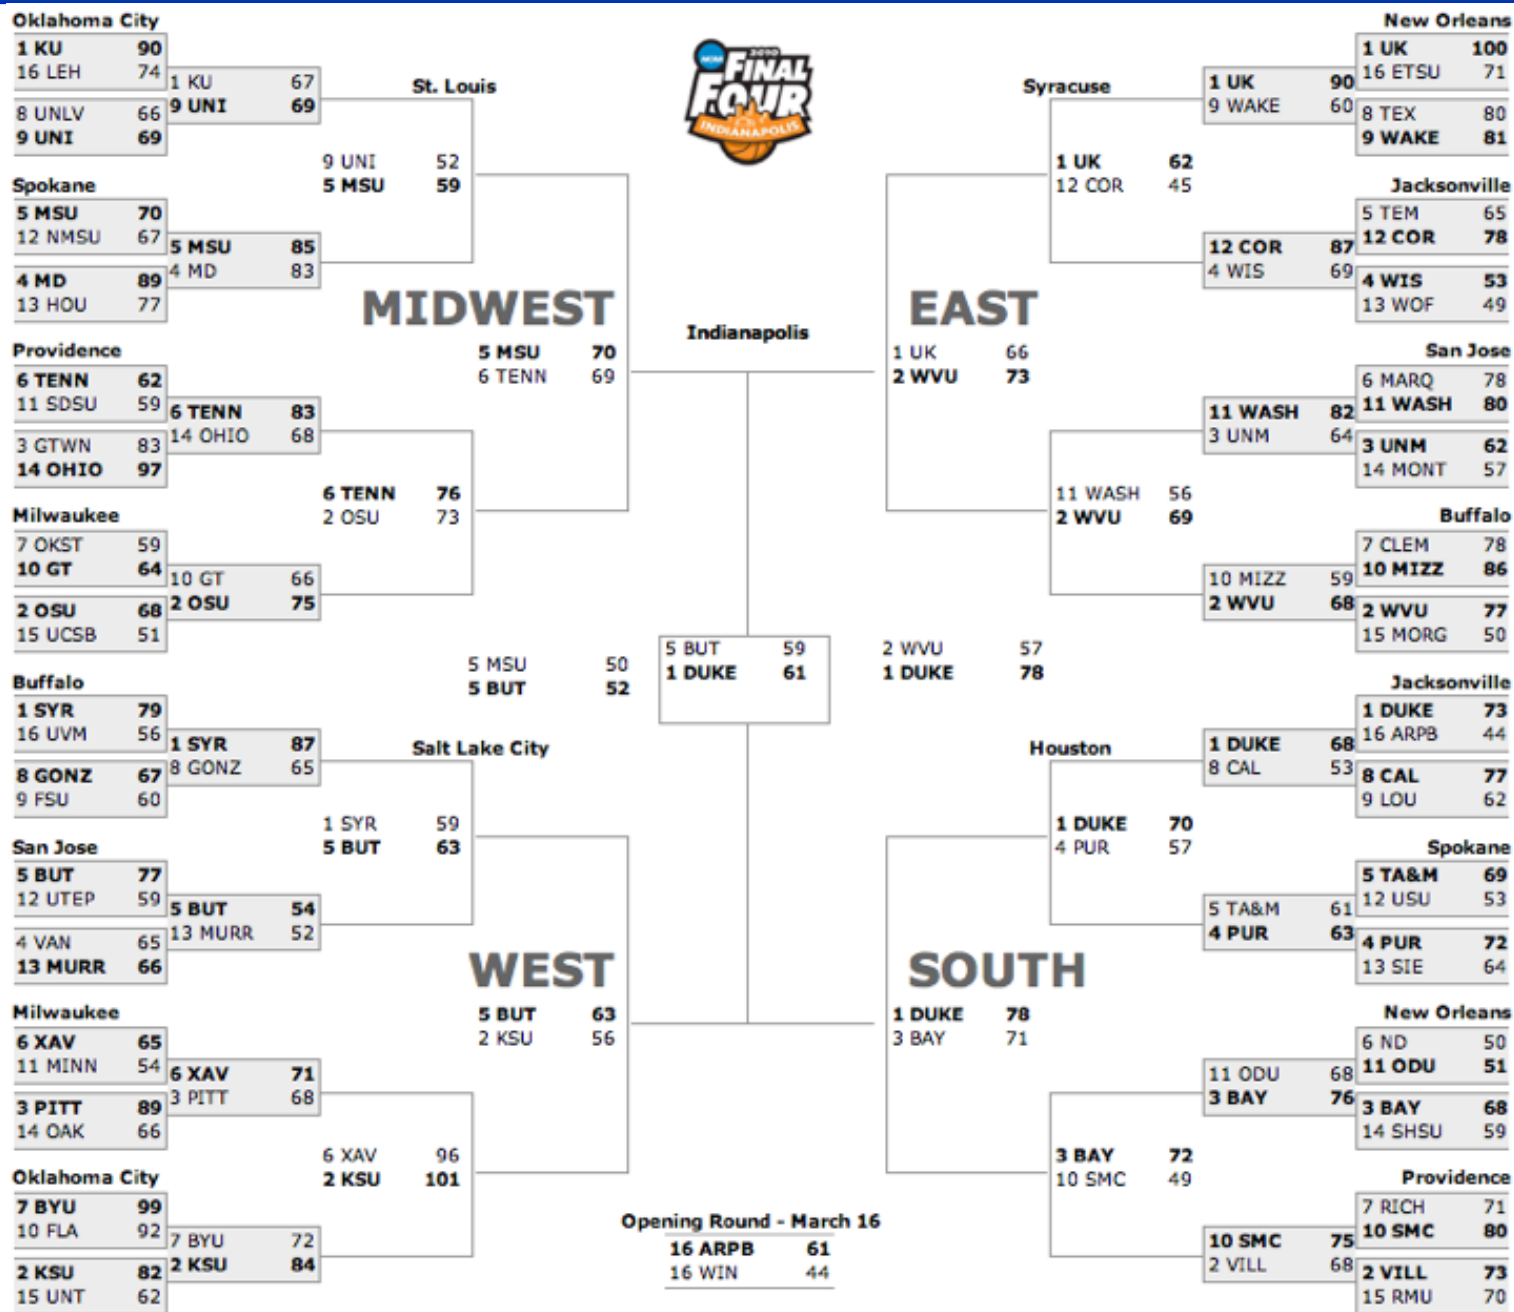 Oklahoma City
1 KU 90
16 LEH 74
8 UNLV 66
9 UNI 69
Spokane
5 MSU 70
12 NMSU 67
4 MD 89
13 HOU 77
Providence
6 TENN 62
11 SDSU 59
3 GTWN 83
14 OHIO 97
Milwaukee
7 OKST 59
10 GT 64
2 OSU 68
15 UCSB 51
Buffalo
1 SYR 79
16 UVM 56
8 GONZ 67
9 FSU 60
San Jose
5 BUT 77
12 UTEP 59
4 VAN 65
13 MURR 66
Milwaukee
6 XAV 65
11 MINN 54
3 PITT 89
14 OAK 66
Oklahoma City
7 BYU 99
10 FLA 92
2 KSU 82
15 UNT 62
1 KU 67
9 UNI 69
5 MSU 85
4 MD 83
6 TENN 83
14 OHIO 68
10 GT 66
2 OSU 75
1 SYR 87
8 GONZ 65
5 BUT 54
13 MURR 52
6 XAV 71
3 PITT 68
7 BYU 72
2 KSU 84
St. Louis
9 UNI 52
5 MSU 59
6 TENN 76
2 OSU 73
Salt Lake City
1 SYR 59
5 BUT 63
6 XAV 96
2 KSU 101
MIDWEST
5 MSU 70
6 TENN 69
WEST
5 BUT 63
2 KSU 56
5 MSU 50
5 BUT 52
NCAA
2010
FINAL
FOUR
INDIANAPOLIS
Indianapolis
5 BUT 59
1 DUKE 61
Opening Round - March 16
16 ARPB 61
16 WIN 44
2 WVU 57
1 DUKE 78
EAST
1 UK 66
2 WVU 73
SOUTH
1 DUKE 78
3 BAY 71
Syracuse
1 UK 62
12 COR 45
11 WASH 56
2 WVU 69
Houston
1 DUKE 70
4 PUR 57
3 BAY 72
10 SMC 49
1 UK 90
9 WAKE 60
12 COR 87
4 WIS 69
11 WASH 82
3 UNM 64
10 MIZZ 59
2 WVU 68
1 DUKE 68
8 CAL 53
5 TA&M 61
4 PUR 63
11 ODU 68
3 BAY 76
10 SMC 75
2 VILL 68
New Orleans
1 UK 100
16 ETSU 71
8 TEX 80
9 WAKE 81
Jacksonville
5 TEM 65
12 COR 78
4 WIS 53
13 WOF 49
San Jose
6 MARQ 78
11 WASH 80
3 UNM 62
14 MONT 57
Buffalo
7 CLEM 78
10 MIZZ 86
2 WVU 77
15 MORG 50
Jacksonville
1 DUKE 73
16 ARPB 44
8 CAL 77
9 LOU 62
Spokane
5 TA&M 69
12 USU 53
4 PUR 72
13 SIE 64
New Orleans
6 ND 50
11 ODU 51
3 BAY 68
14 SHSU 59
Providence
7 RICH 71
10 SMC 80
2 VILL 73
15 RMU 70